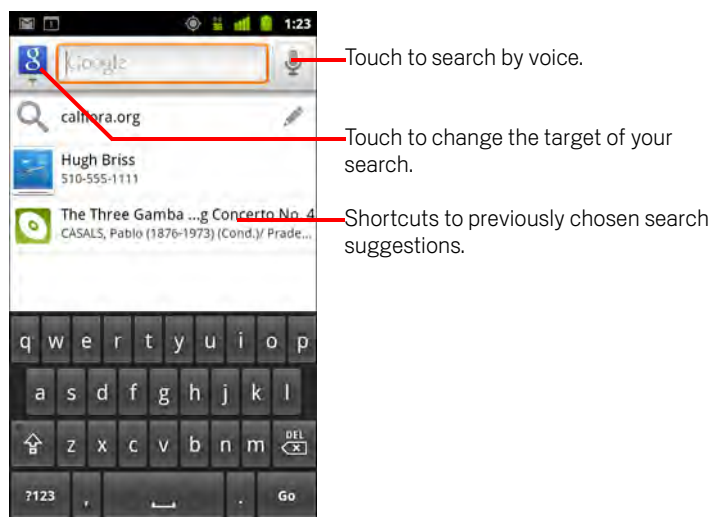 1:23
8 Google
Touch to search by voice.
calflora.org
Touch to change the target of your
search.
Hugh Briss
510-555-1111
The Three Gamba ...g Concerto No. 4
CASALS, Pablo (1876-1973) (Cond.)/ Prade...
Shortcuts to previously chosen search
suggestions.
q w e r t y u i o p
a s d f g h j k l
z x c v b n m DEL
?123 , . Go